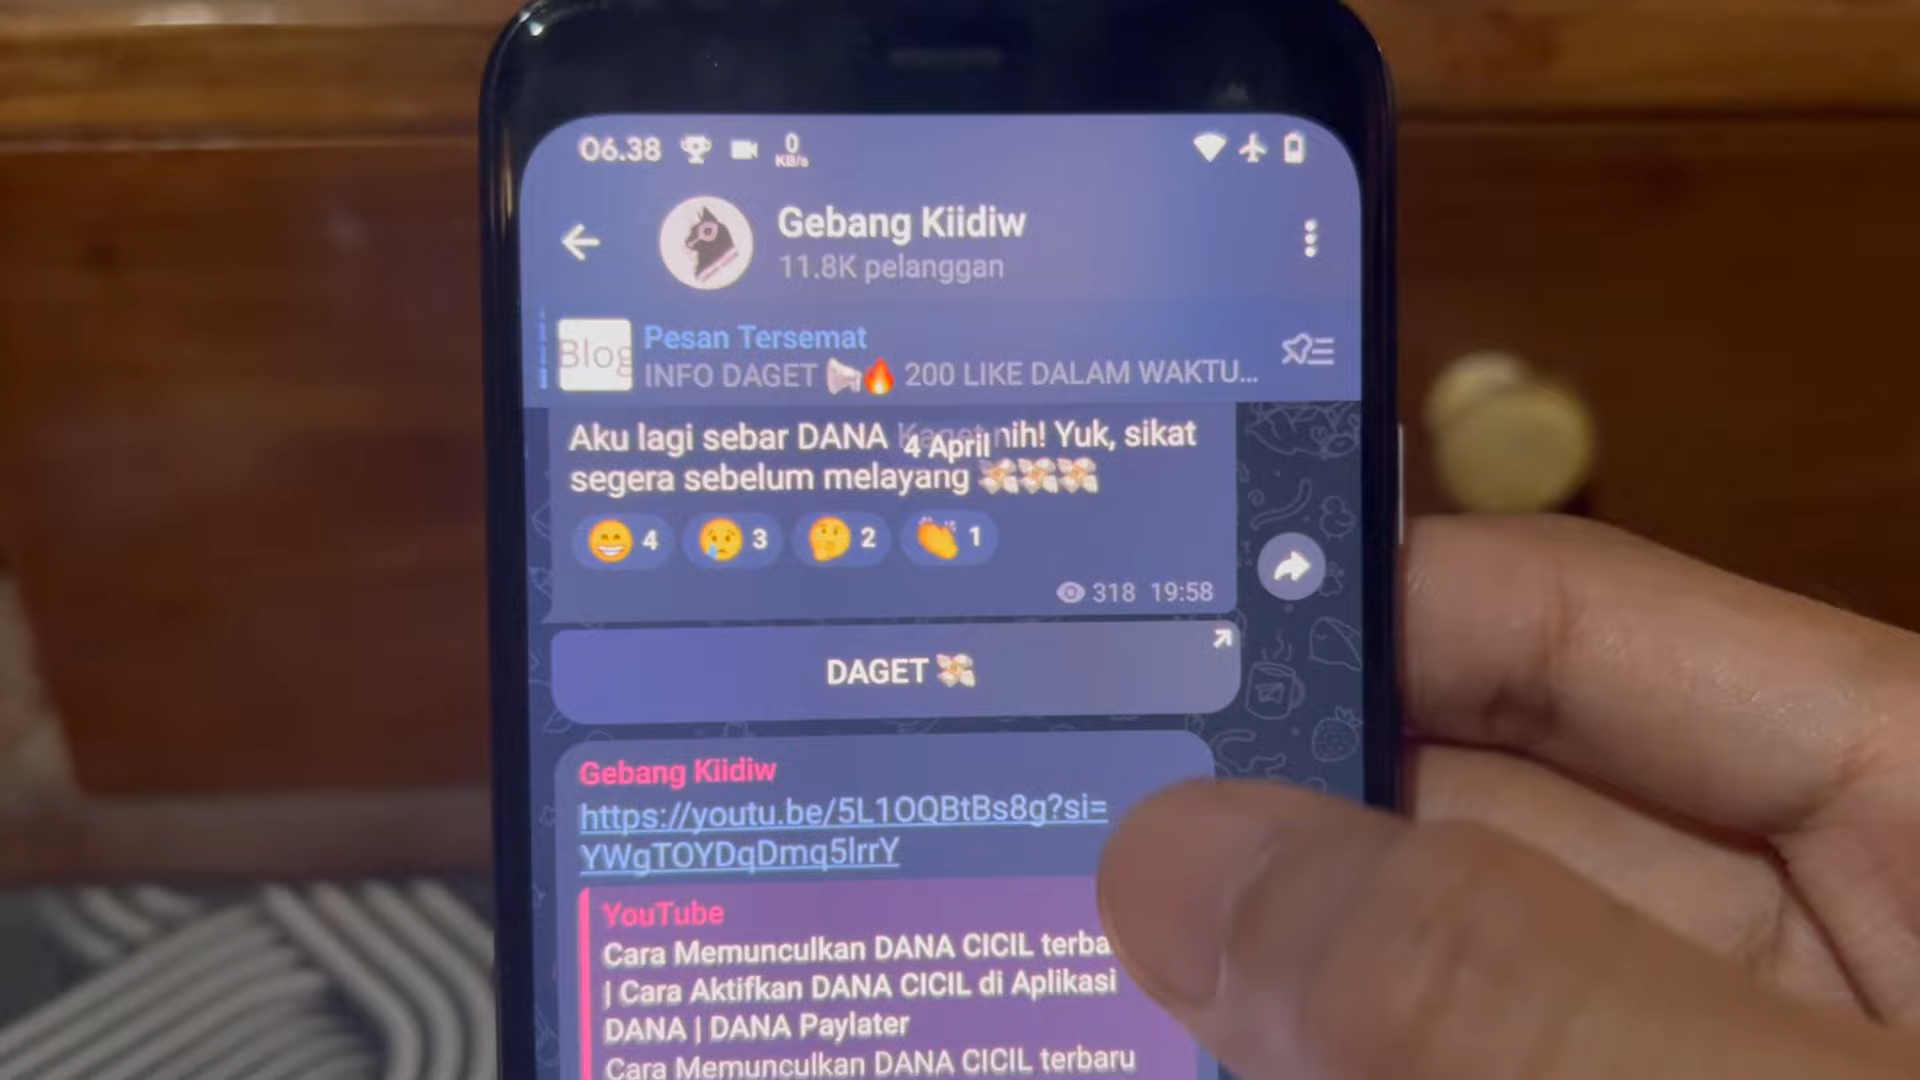 06.38
0
KB/s
Gebang Kiidiw
11.8K pelanggan
Blog
Pesan Tersemat
INFO DAGET 📢🔥 200 LIKE DALAM WAKTU...
Aku lagi sebar DANA Kaget nih! Yuk, sikat
4 April
segera sebelum melayang 💸💸💸
😁 4 😢 3 🤔 2 👏 1
318 19:58
DAGET 💸
Gebang Kiidiw
https://youtu.be/5L1OQBtBs8g?si=
YWgTOYDqDmq5lrrY
YouTube
Cara Memunculkan DANA CICIL terba
| Cara Aktifkan DANA CICIL di Aplikasi
DANA | DANA Paylater
Cara Memunculkan DANA CICIL terbaru